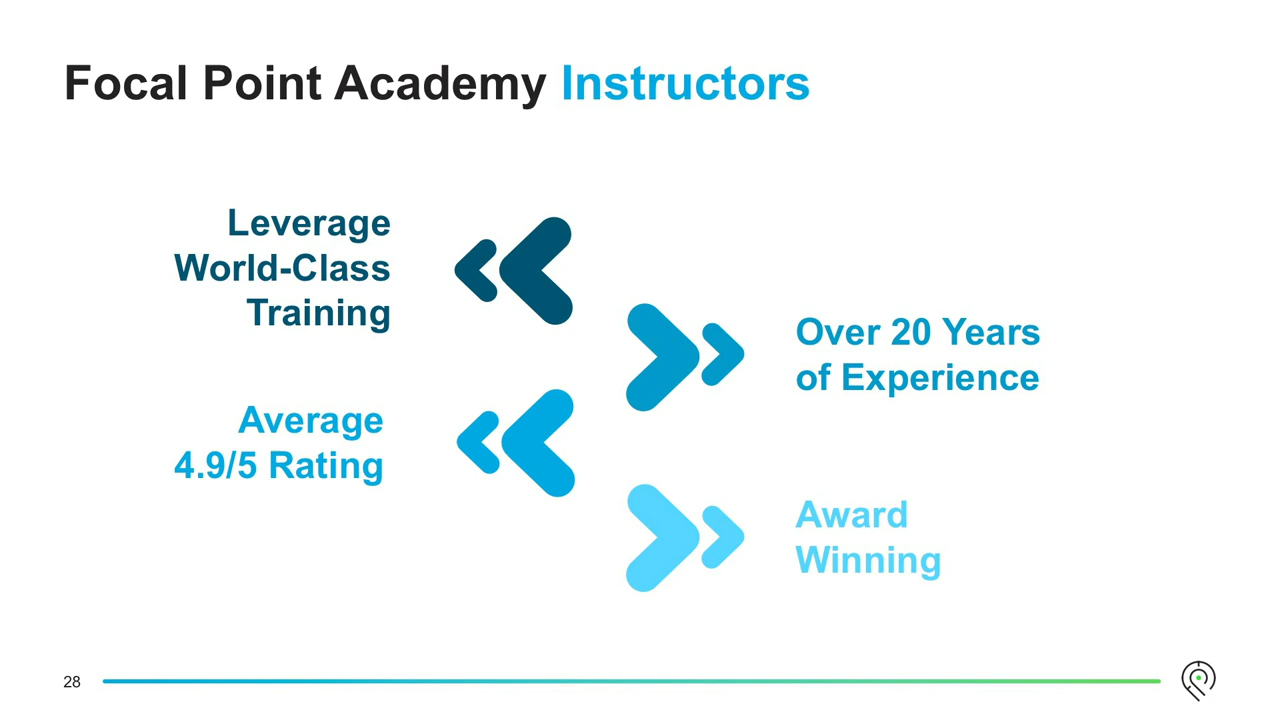 Focal Point Academy Instructors
Leverage
World-Class
Training
Over 20 Years
of Experience
Average
4.9/5 Rating
Award
Winning
28